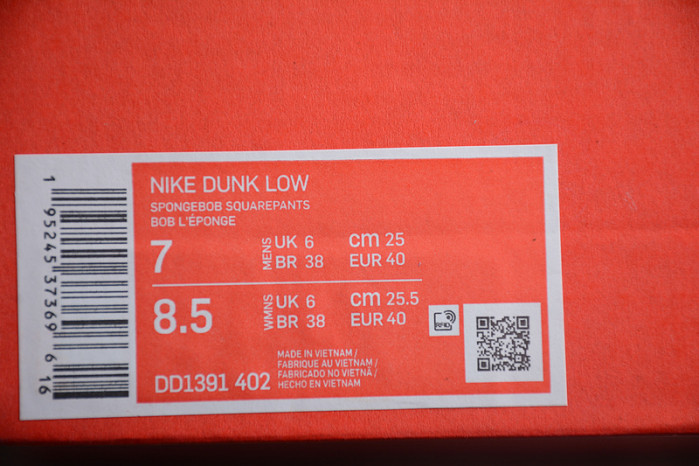 NIKE DUNK LOW
SPONGEBOB SQUAREPANTS
BOB L'ÉPONGE
7 MENS UK 6 cm 25
BR 38 EUR 40
8.5 WMNS UK 6 cm 25.5
BR 38 EUR 40
RFID
DD1391 402
MADE IN VIETNAM /
FABRIQUE AU VIETNAM /
FABRICADO NO VIETNÃ /
HECHO EN VIETNAM
1 95245 37369 6 16